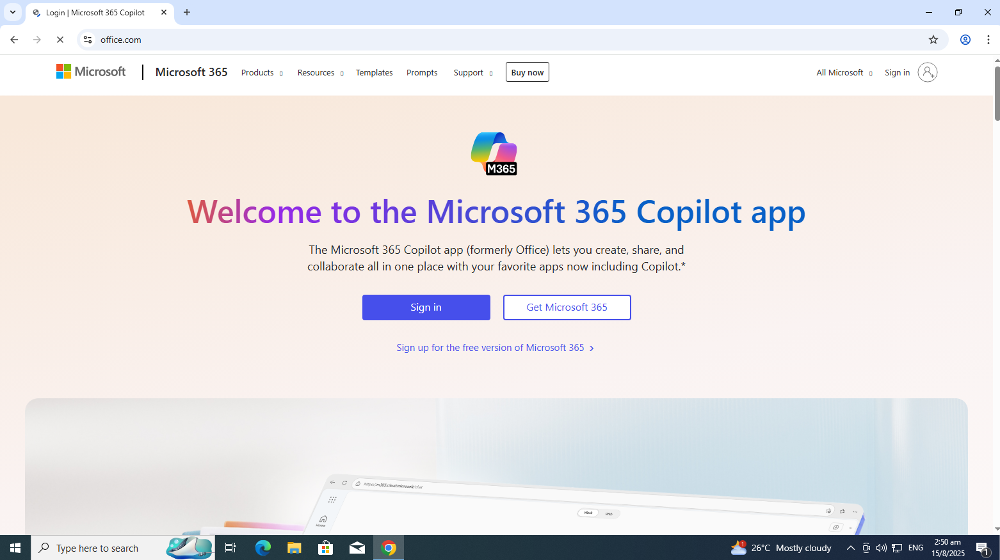 Login | Microsoft 365 Copilot
office.com
Microsoft
Microsoft 365
Products
Resources
Templates
Prompts
Support
Buy now
All Microsoft
Sign in
M365
Welcome to the Microsoft 365 Copilot app
The Microsoft 365 Copilot app (formerly Office) lets you create, share, and
collaborate all in one place with your favorite apps now including Copilot.*
Sign in
Get Microsoft 365
Sign up for the free version of Microsoft 365
https://m365.cloud.microsoft/chat
Work
Web
Home
Type here to search
1
26°C Mostly cloudy
ENG
2:50 am
15/8/2025
1